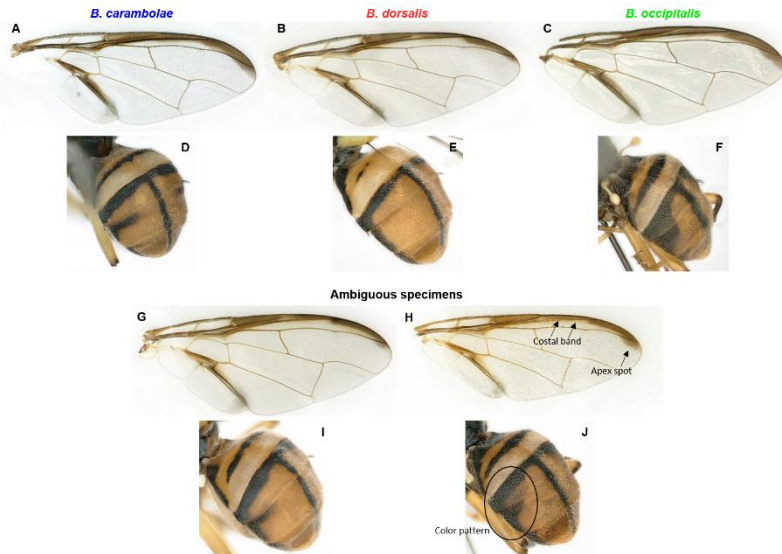 B. carambolae B. dorsalis B. occipitalis
A B C
D E F
Ambiguous specimens
G H
Costal band
Apex spot
I J
Color pattern